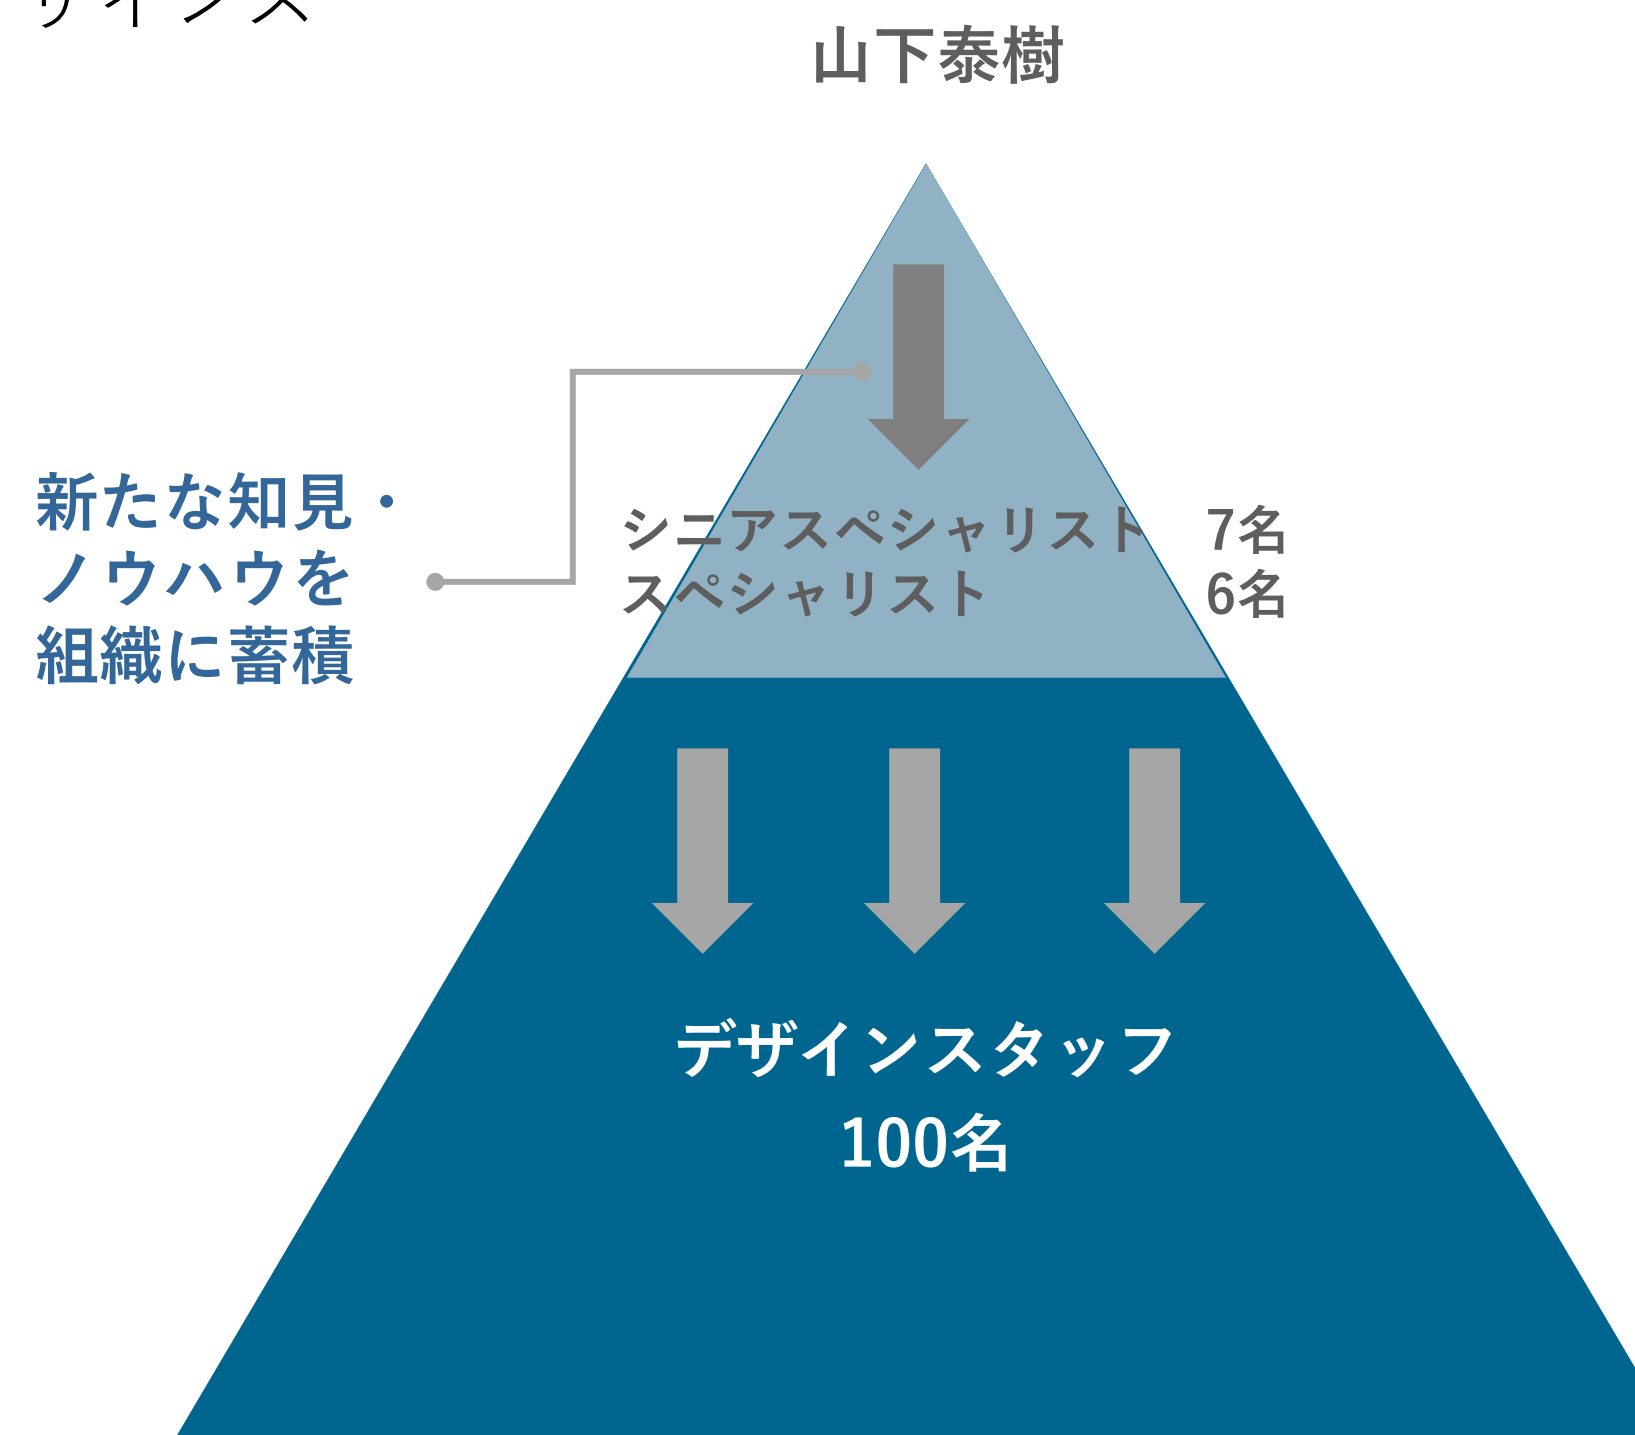 山下泰樹
新たな知見・
ノウハウを
組織に蓄積
シニアスペシャリスト 7名
スペシャリスト 6名
デザインスタッフ
100名